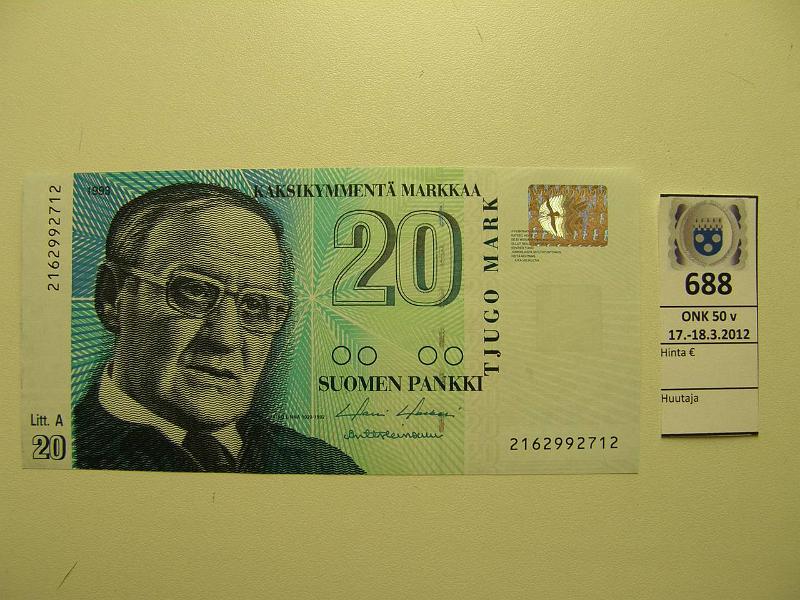 2162992712
1993
KAKSIKYMMENTÄ MARKKAA
20
TJUGO MARK
SUOMEN PANKKI
Litt. A
20
2162992712
688
ONK 50 v
17.-18.3.2012
Hinta €
Huutaja